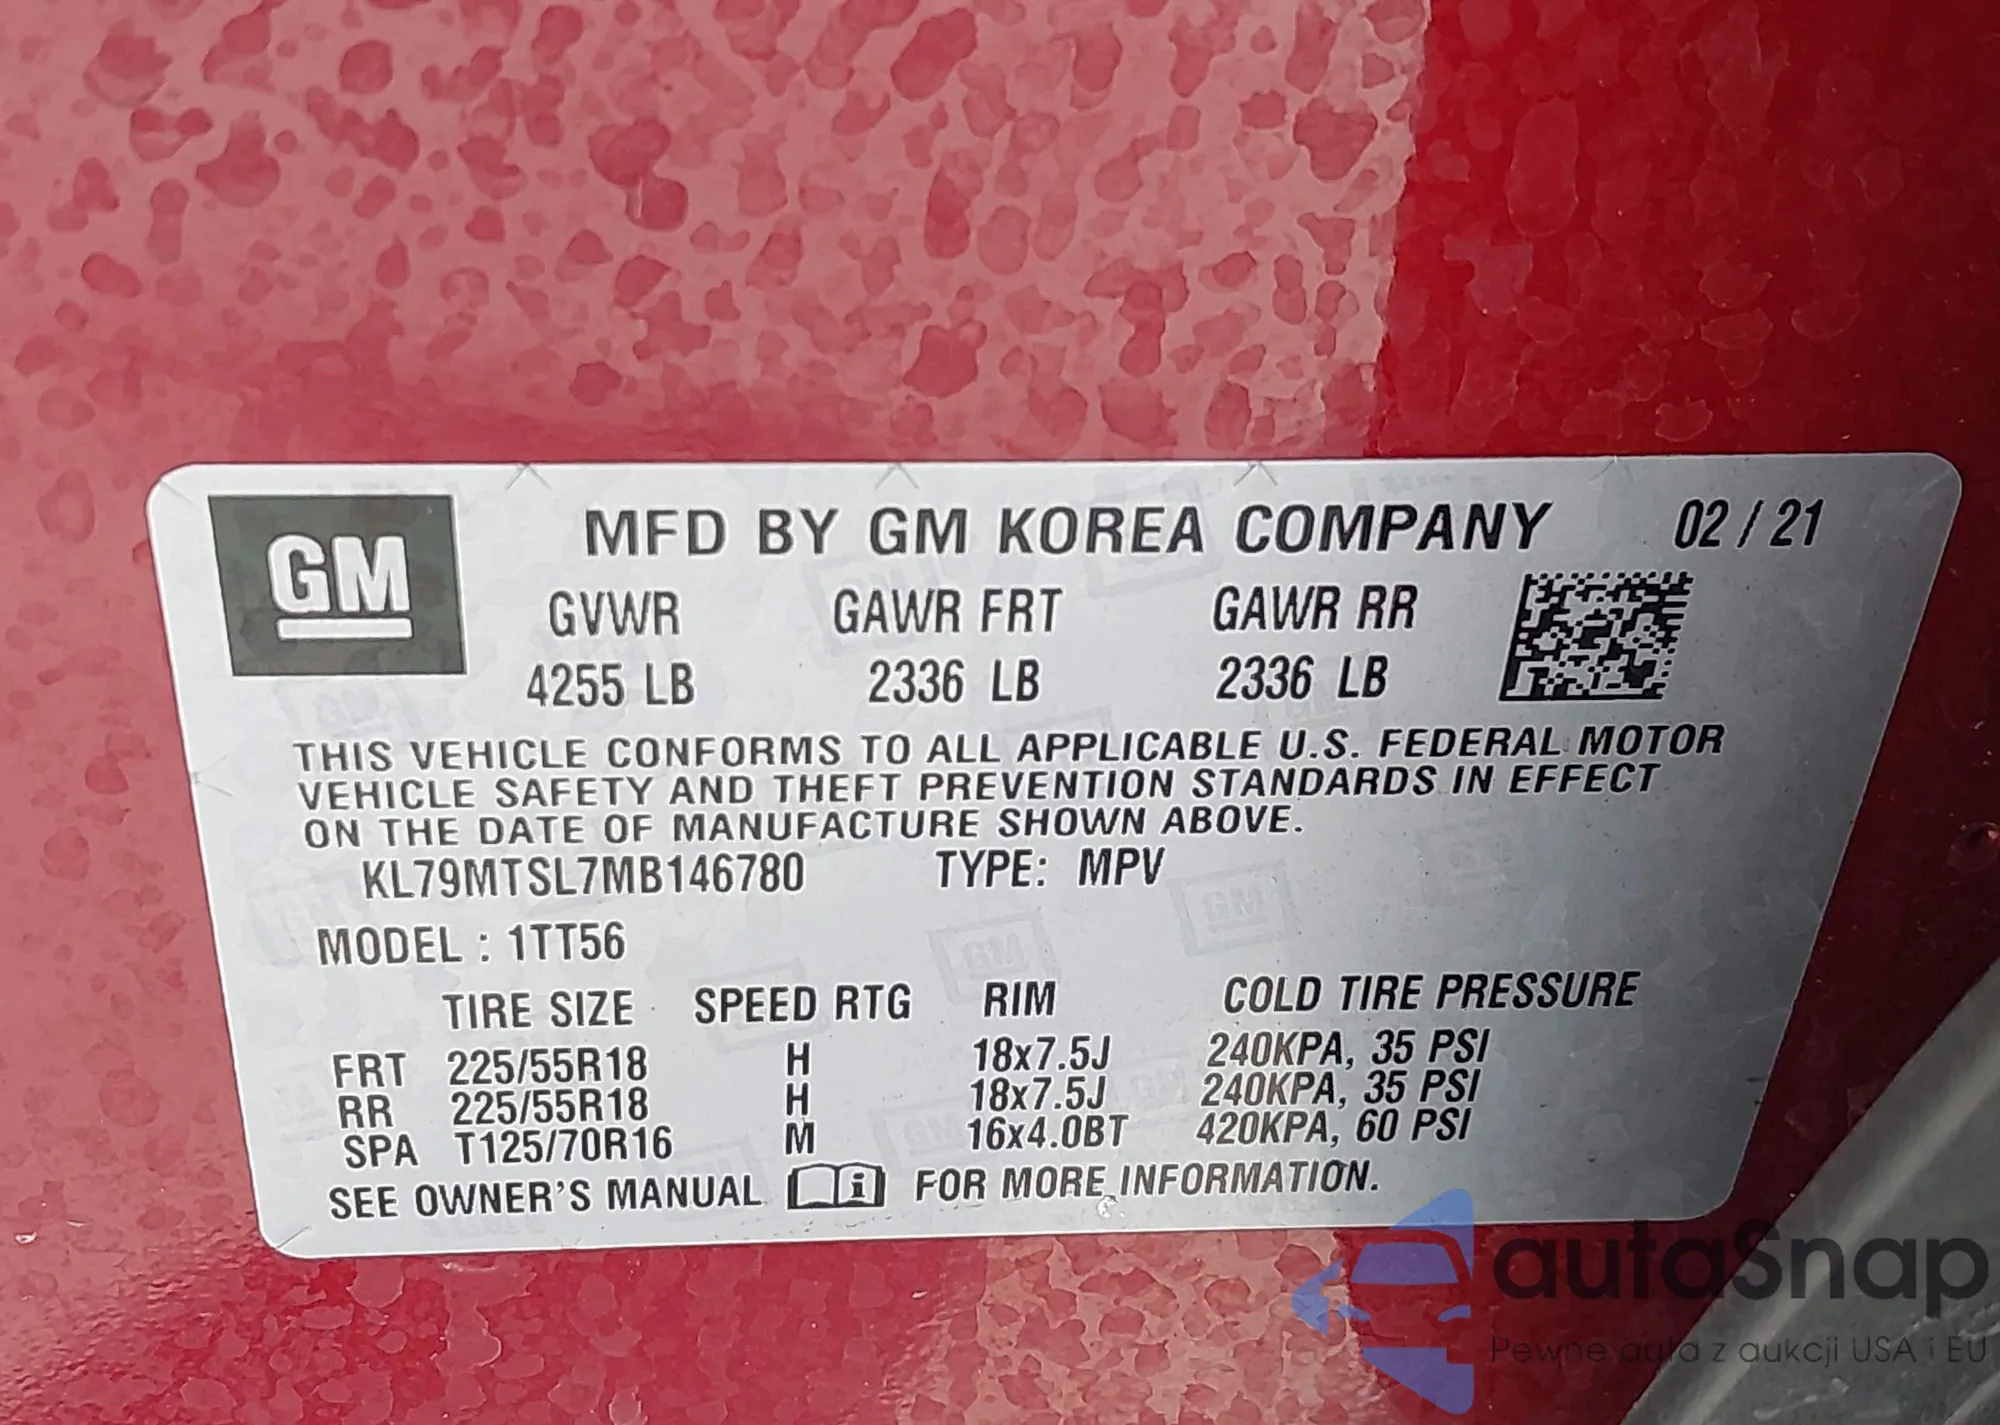 GM
MFD BY GM KOREA COMPANY 02 / 21
GVWR GAWR FRT GAWR RR
4255 LB 2336 LB 2336 LB
THIS VEHICLE CONFORMS TO ALL APPLICABLE U.S. FEDERAL MOTOR
VEHICLE SAFETY AND THEFT PREVENTION STANDARDS IN EFFECT
ON THE DATE OF MANUFACTURE SHOWN ABOVE.
KL79MTSL7MB146780 TYPE: MPV
MODEL : 1TT56
TIRE SIZE SPEED RTG RIM COLD TIRE PRESSURE
FRT 225/55R18 H 18x7.5J 240KPA, 35 PSI
RR 225/55R18 H 18x7.5J 240KPA, 35 PSI
SPA T125/70R16 M 16x4.0BT 420KPA, 60 PSI
SEE OWNER'S MANUAL i FOR MORE INFORMATION.
autaSnap
Pewne auta z aukcji USA i EU